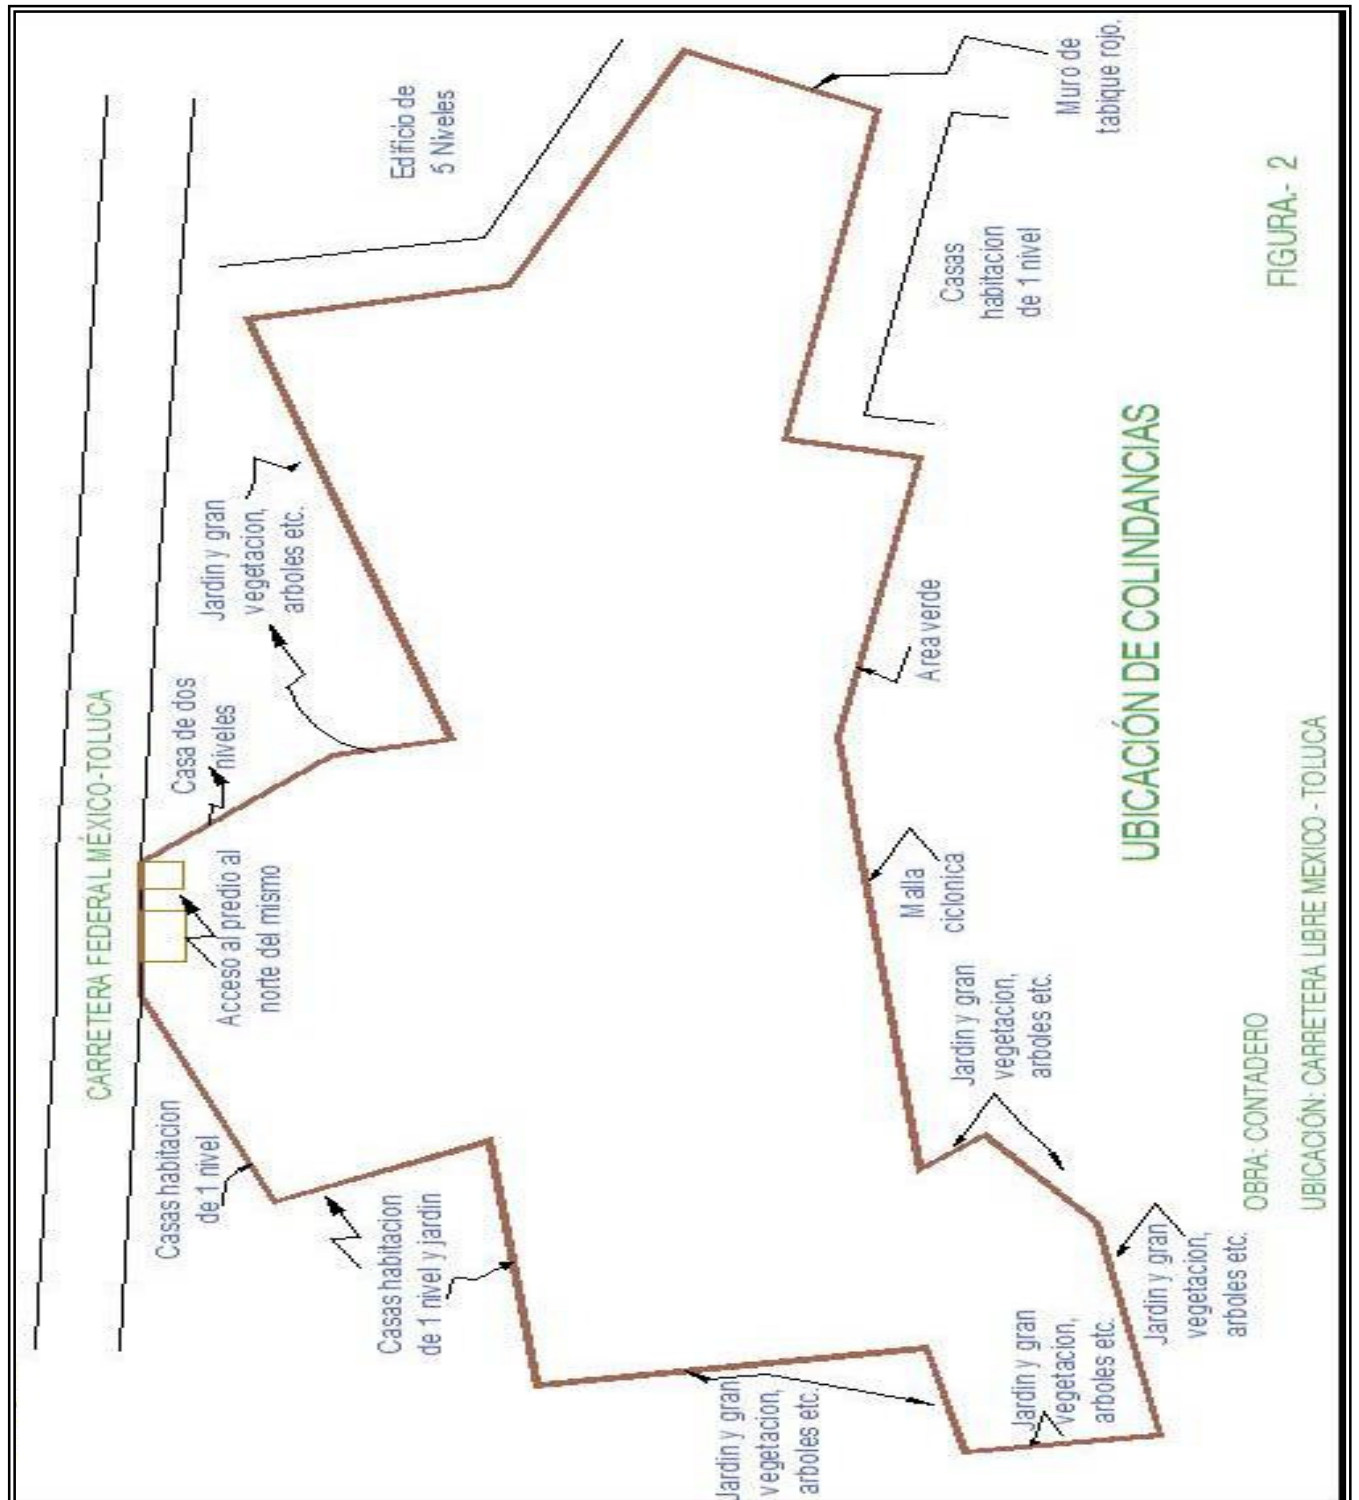 CARRETERA FEDERAL MÉXICO-TOLUCA
Casas habitacion
de 1 nivel
Acceso al predio al
norte del mismo
Casa de dos
niveles
Jardin y gran
vegetacion,
arboles etc.
Edificio de
5 Niveles
Muro de
tabique rojo.
Casas
habitacion
de 1 nivel
Area verde
Malla
ciclonica
Jardin y gran
vegetacion,
arboles etc.
Jardin y gran
vegetacion,
arboles etc.
Jardin y gran
vegetacion,
arboles etc.
Jardin y gran
vegetacion,
arboles etc.
Casas habitacion
de 1 nivel y jardin
UBICACIÓN DE COLINDANCIAS
OBRA: CONTADERO
UBICACIÓN: CARRETERA LIBRE MEXICO - TOLUCA
FIGURA.- 2